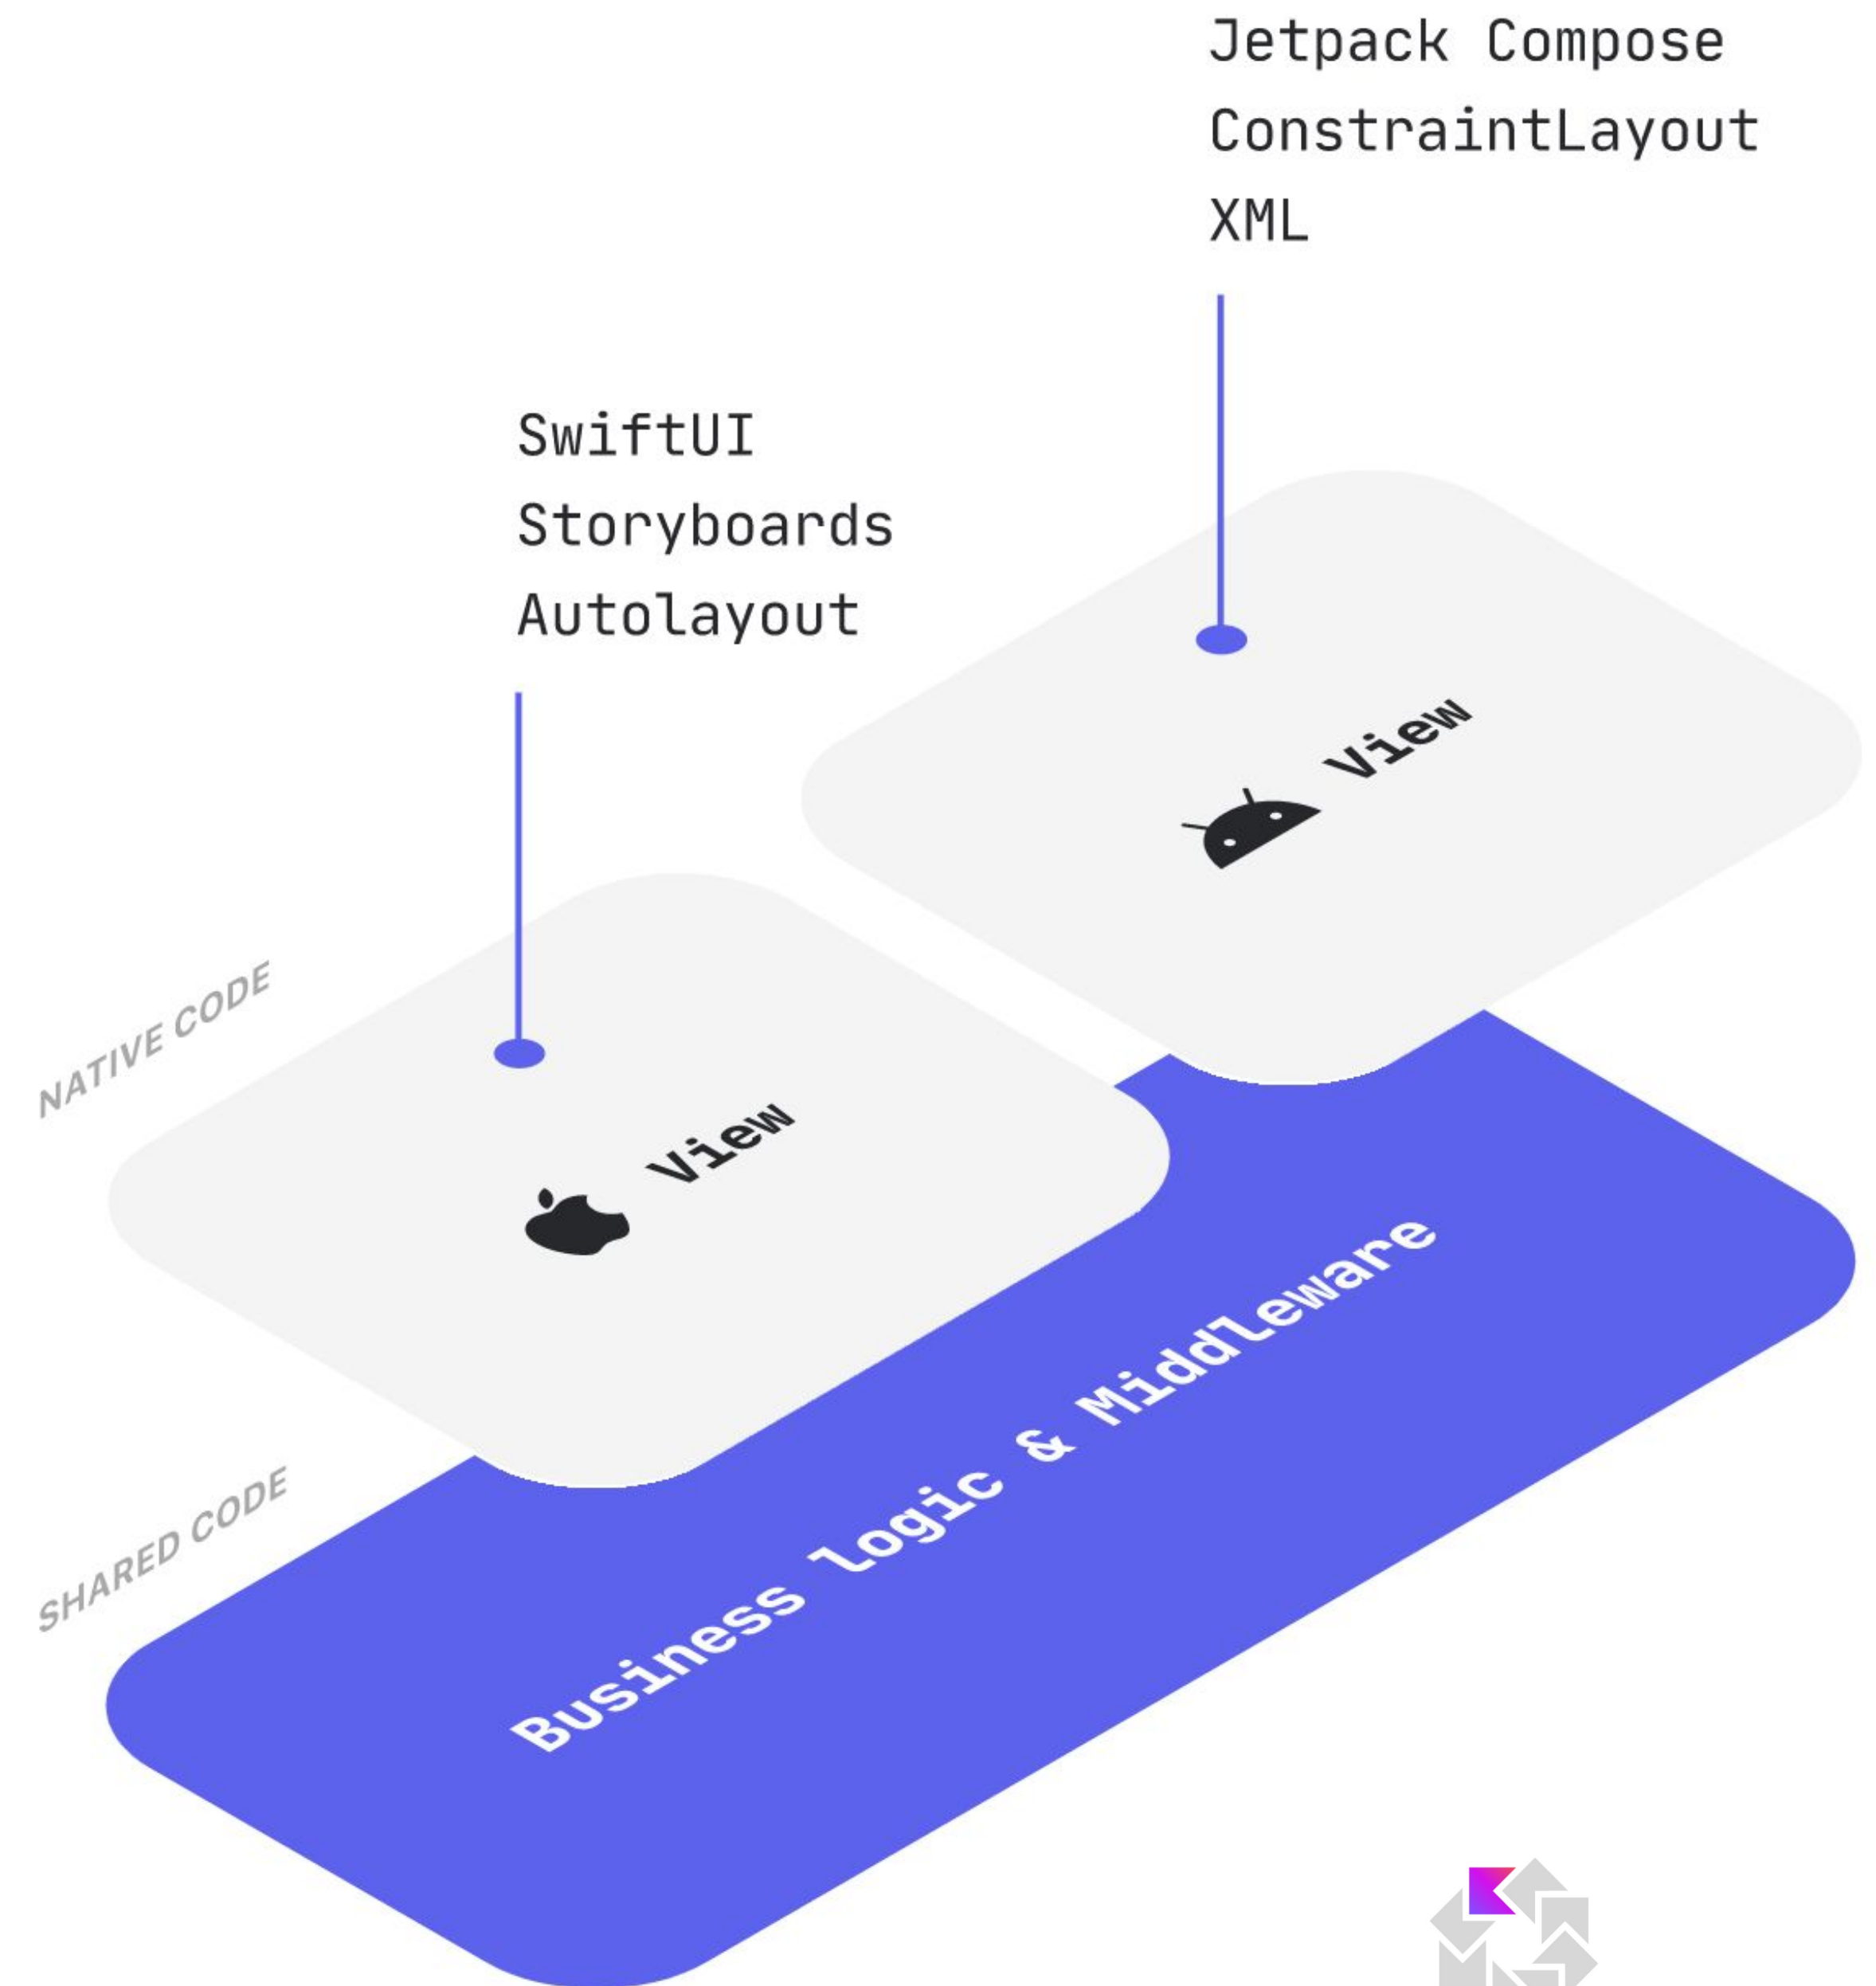 Jetpack Compose
ConstraintLayout
XML
SwiftUI
Storyboards
Autolayout
View
NATIVE CODE
View
SHARED CODE
Business logic & Middleware